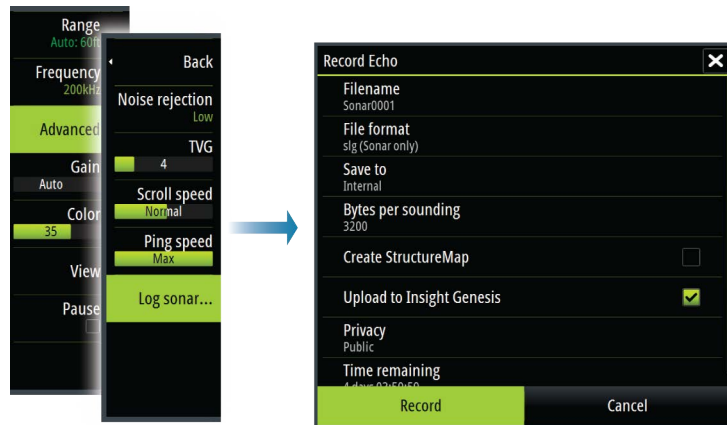 Range
Auto: 60ft
Frequency
200kHz
Advanced
Gain
Auto
Color
35
View
Pause
Back
Noise rejection
Low
TVG
4
Scroll speed
Normal
Ping speed
Max
Log sonar...
Record Echo
Filename
Sonar0001
File format
slg (Sonar only)
Save to
Internal
Bytes per sounding
3200
Create StructureMap
Upload to Insight Genesis
Privacy
Public
Time remaining
Record
Cancel